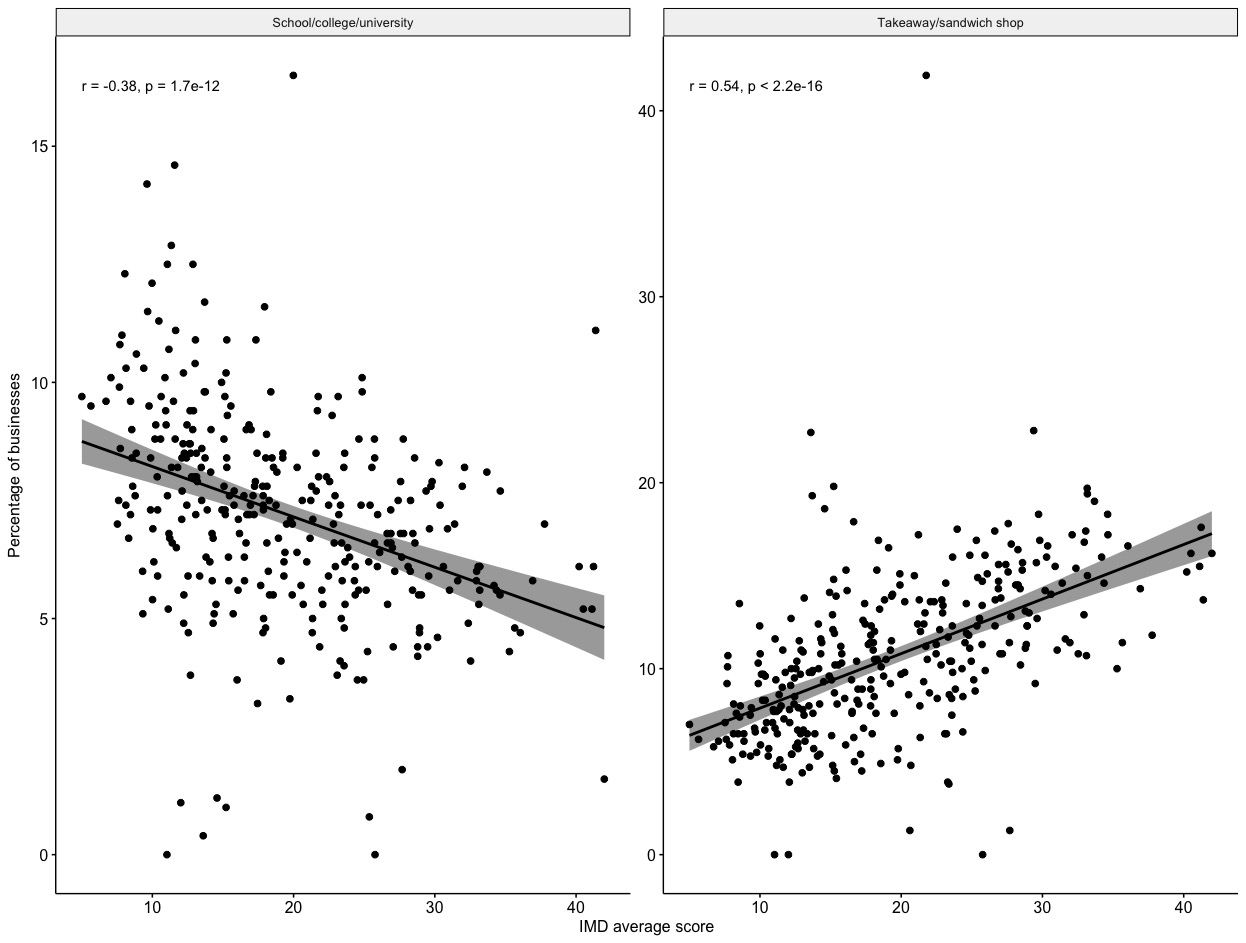 School/college/university
Takeaway/sandwich shop
r = -0.38, p = 1.7e-12
r = 0.54, p < 2.2e-16
Percentage of businesses
15
10
5
0
40
30
20
10
0
10 20 30 40
10 20 30 40
IMD average score